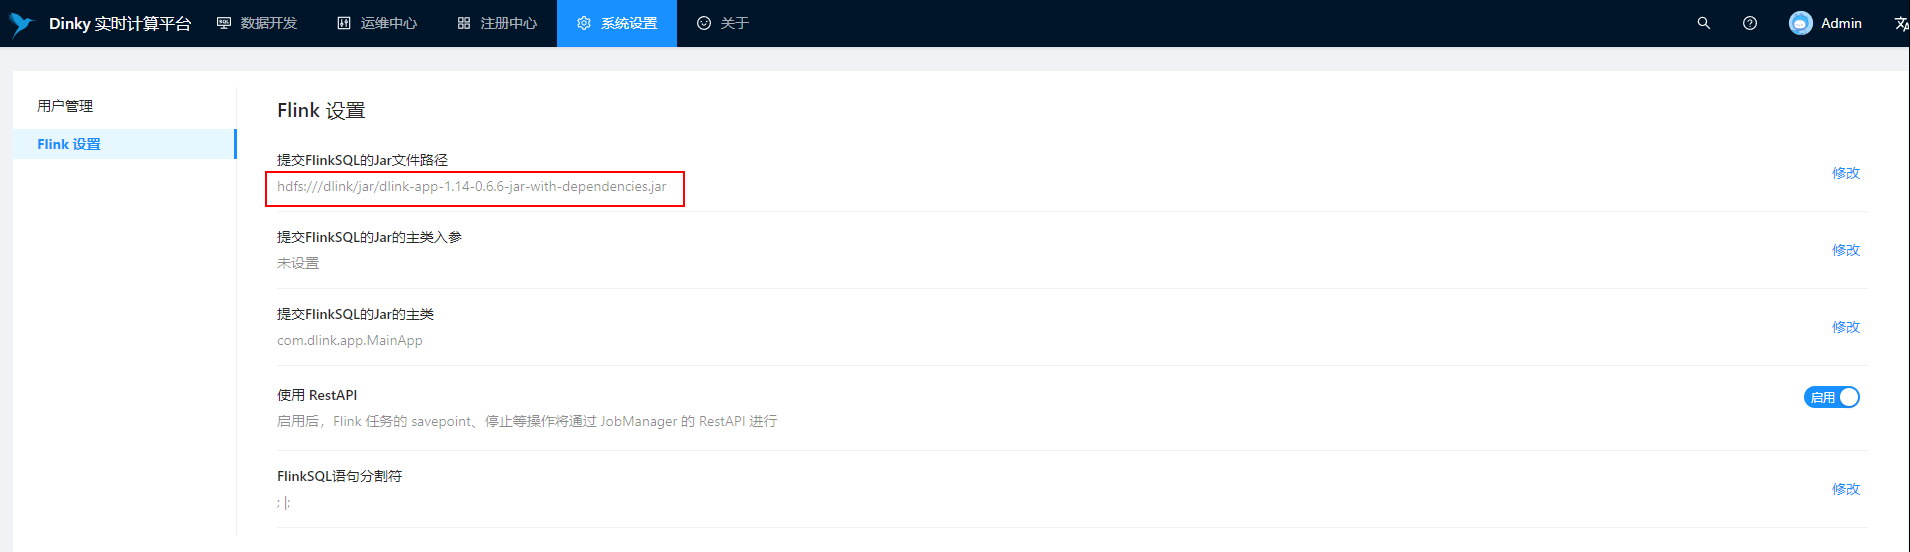 Dinky 实时计算平台 数据开发 运维中心 注册中心 系统设置 关于 Admin
用户管理
Flink 设置
Flink 设置
提交FlinkSQL的Jar文件路径
hdfs:///dlink/jar/dlink-app-1.14-0.6.6-jar-with-dependencies.jar
修改
提交FlinkSQL的Jar的主类入参
未设置
修改
提交FlinkSQL的Jar的主类
com.dlink.app.MainApp
修改
使用 RestAPI
启用后，Flink 任务的 savepoint、停止等操作将通过 JobManager 的 RestAPI 进行
启用
FlinkSQL语句分割符
; |;
修改